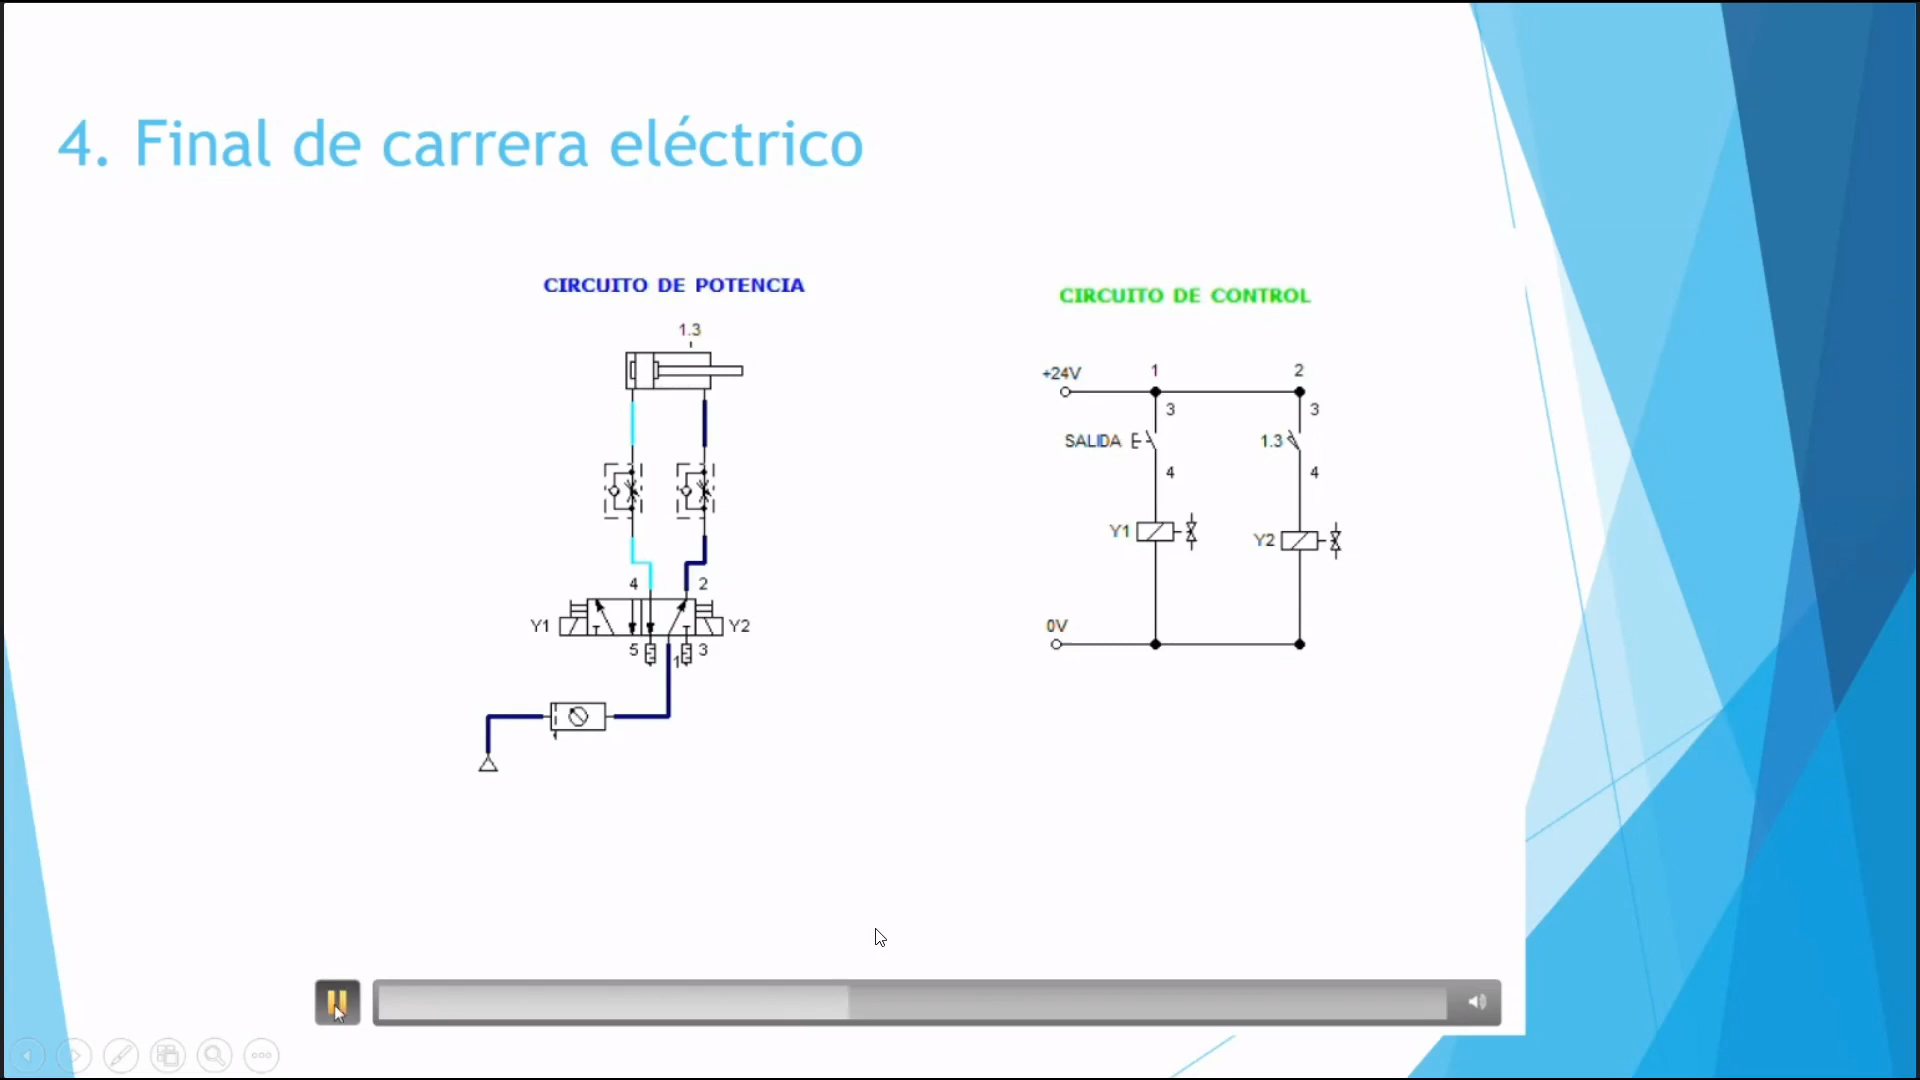 4. Final de carrera eléctrico
CIRCUITO DE POTENCIA
1.3
4 2
Y1 Y2
5 1 3
CIRCUITO DE CONTROL
+24V 1 2
3 3
SALIDA 1.3
4 4
Y1 Y2
0V